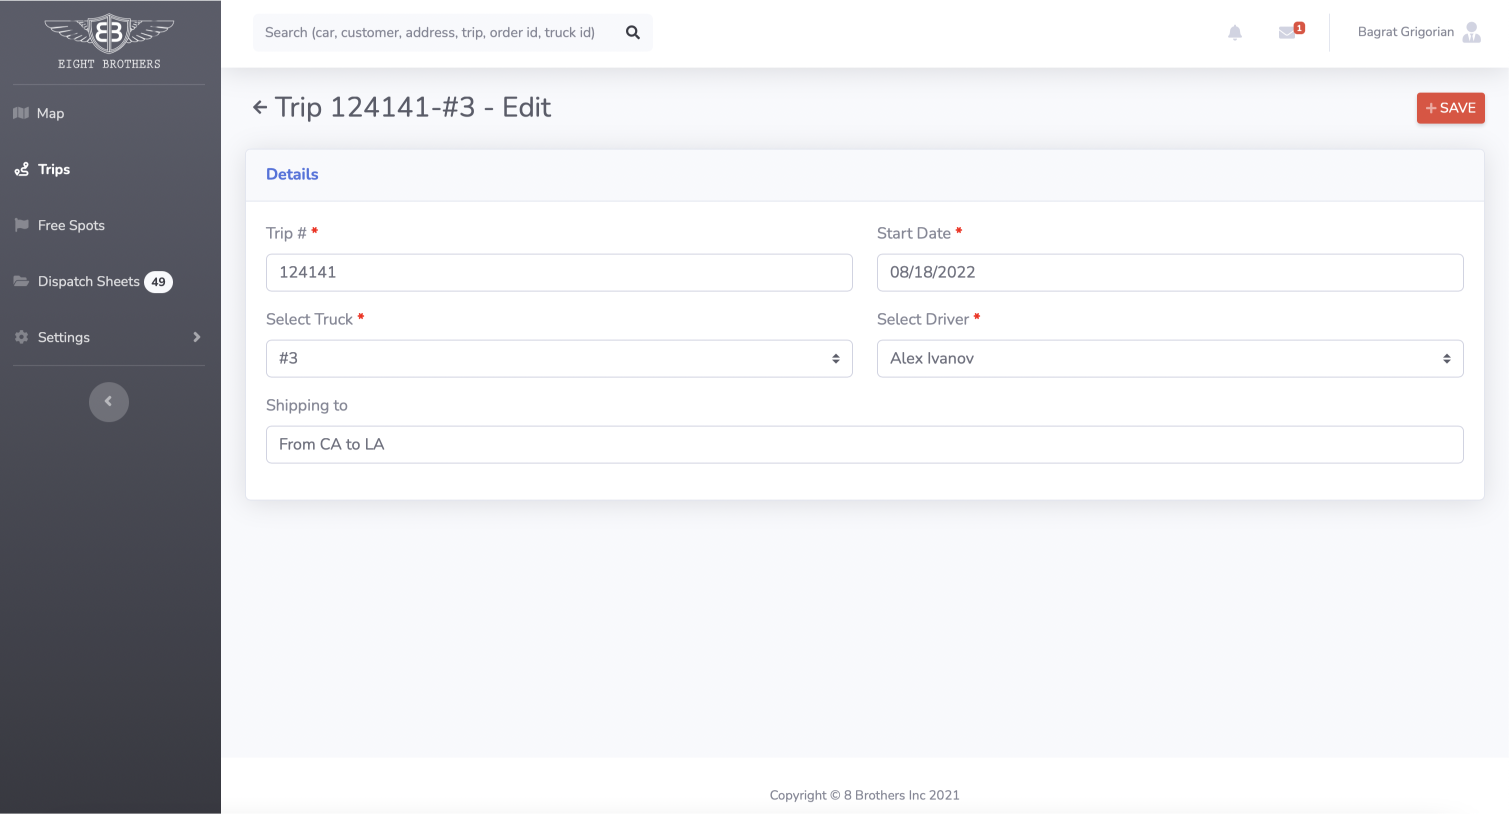 EIGHT BROTHERS
Map
Trips
Free Spots
Dispatch Sheets 49
Settings
Search (car, customer, address, trip, order id, truck id)
1
Bagrat Grigorian
Trip 124141-#3 - Edit
+ SAVE
Details
Trip # *
124141
Start Date *
08/18/2022
Select Truck *
#3
Select Driver *
Alex Ivanov
Shipping to
From CA to LA
Copyright © 8 Brothers Inc 2021